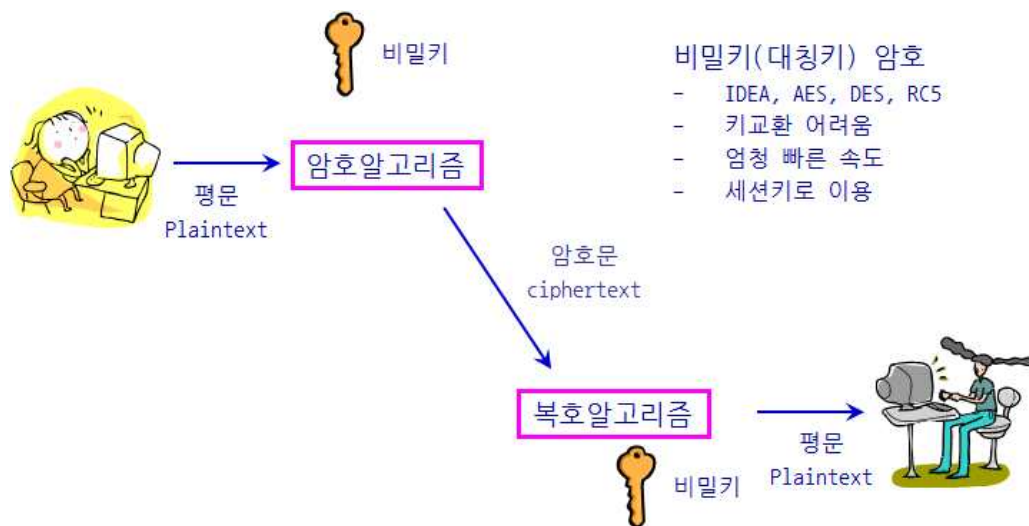 비밀키
비밀키(대칭키) 암호
- IDEA, AES, DES, RC5
- 키교환 어려움
- 엄청 빠른 속도
- 세션키로 이용
암호알고리즘
평문
Plaintext
암호문
ciphertext
복호알고리즘
평문
Plaintext
비밀키